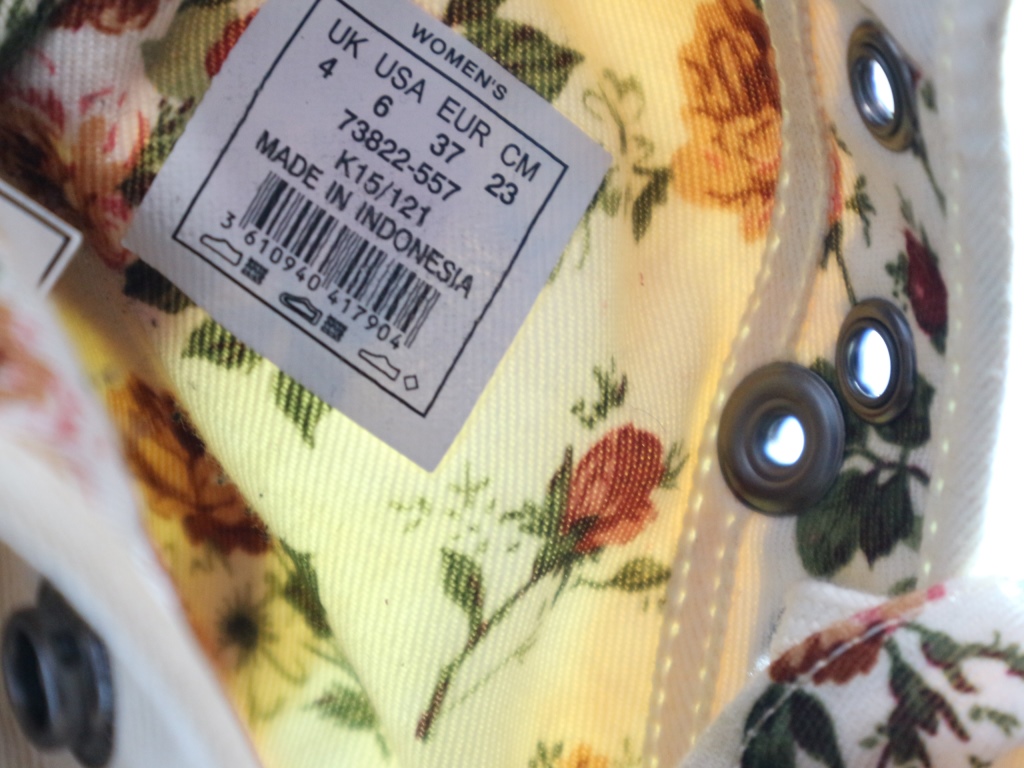 WOMEN'S
UK USA EUR CM
4 6 37 23
73822-557
K15/121
MADE IN INDONESIA
3 610940 417904